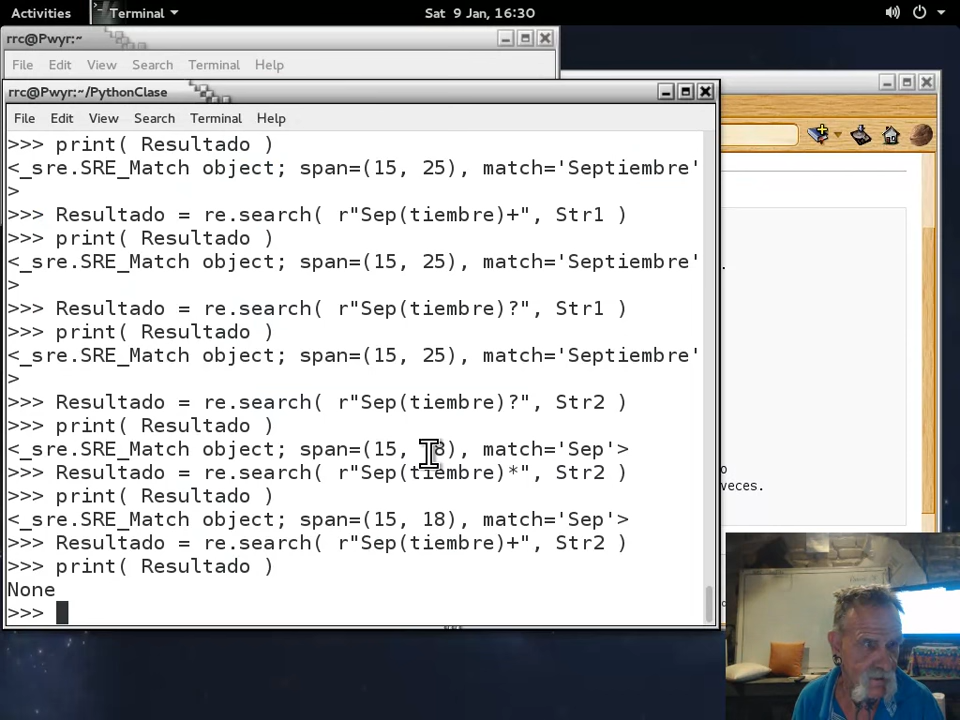 Activities Terminal Sat 9 Jan, 16:30
rrc@Pwyr:~
File Edit View Search Terminal Help
rrc@Pwyr:~/PythonClase
File Edit View Search Terminal Help
>>> print( Resultado )
<_sre.SRE_Match object; span=(15, 25), match='Septiembre'
>
>>> Resultado = re.search( r"Sep(tiembre)+", Str1 )
>>> print( Resultado )
<_sre.SRE_Match object; span=(15, 25), match='Septiembre'
>
>>> Resultado = re.search( r"Sep(tiembre)?", Str1 )
>>> print( Resultado )
<_sre.SRE_Match object; span=(15, 25), match='Septiembre'
>
>>> Resultado = re.search( r"Sep(tiembre)?", Str2 )
>>> print( Resultado )
<_sre.SRE_Match object; span=(15, 18), match='Sep'>
>>> Resultado = re.search( r"Sep(tiembre)*", Str2 )
>>> print( Resultado )
<_sre.SRE_Match object; span=(15, 18), match='Sep'>
>>> Resultado = re.search( r"Sep(tiembre)+", Str2 )
>>> print( Resultado )
None
>>>
o
veces.